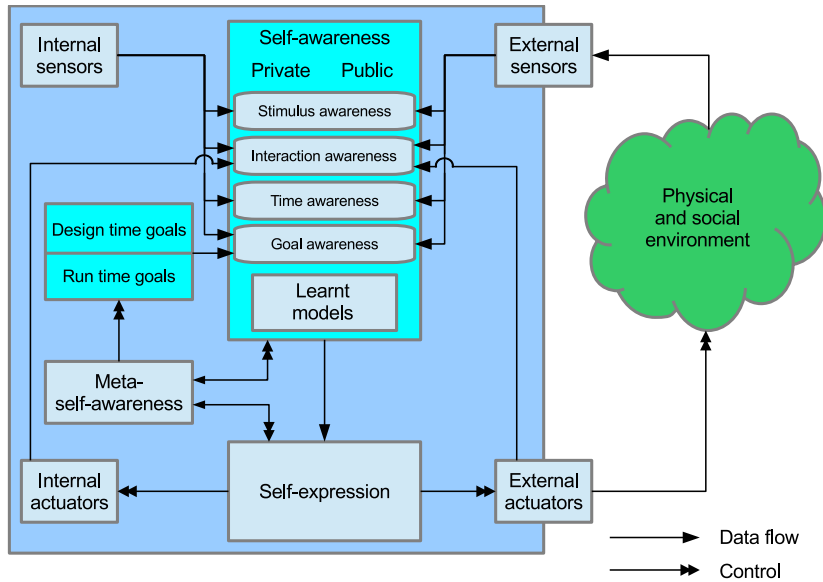 Internal
sensors
Self-awareness
Private Public
External
sensors
Stimulus awareness
Interaction awareness
Time awareness
Goal awareness
Design time goals
Run time goals
Learnt
models
Physical
and social
environment
Meta-
self-awareness
Internal
actuators
Self-expression
External
actuators
Data flow
Control